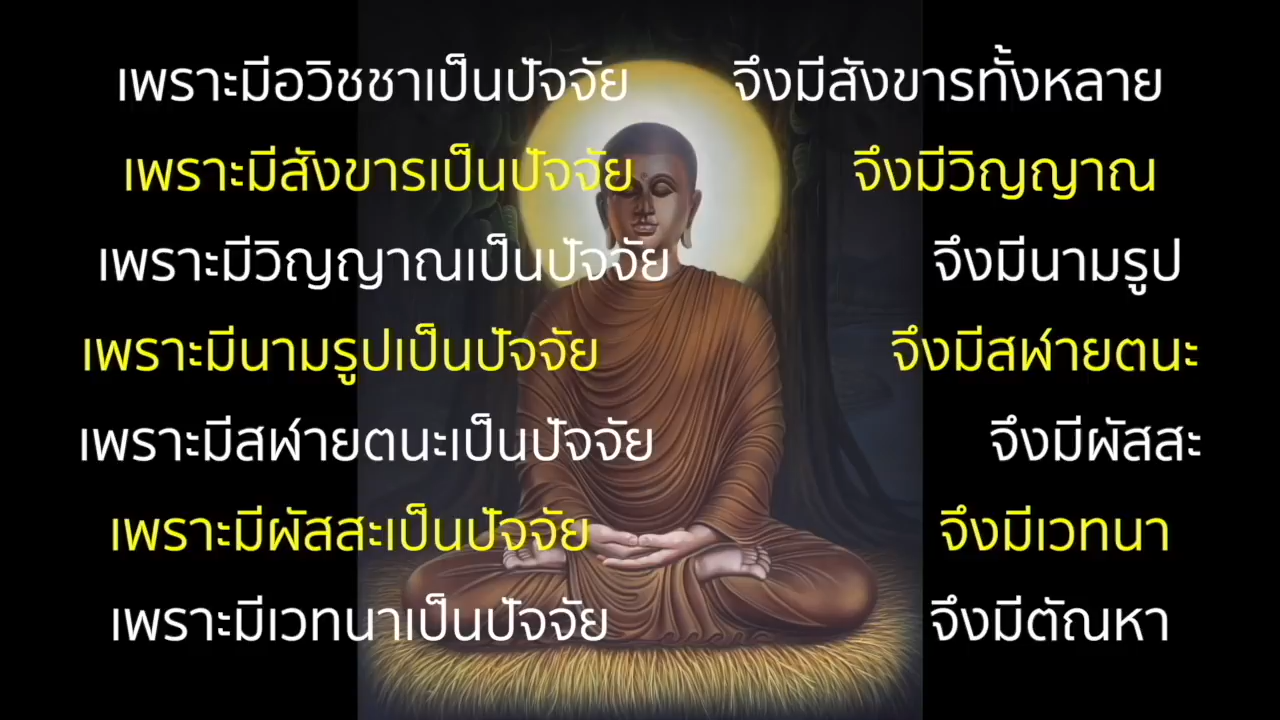 เพราะมีอวิชชาเป็นปัจจัย จึงมีสังขารทั้งหลาย
เพราะมีสังขารเป็นปัจจัย จึงมีวิญญาณ
เพราะมีวิญญาณเป็นปัจจัย จึงมีนามรูป
เพราะมีนามรูปเป็นปัจจัย จึงมีสฬายตนะ
เพราะมีสฬายตนะเป็นปัจจัย จึงมีผัสสะ
เพราะมีผัสสะเป็นปัจจัย จึงมีเวทนา
เพราะมีเวทนาเป็นปัจจัย จึงมีตัณหา